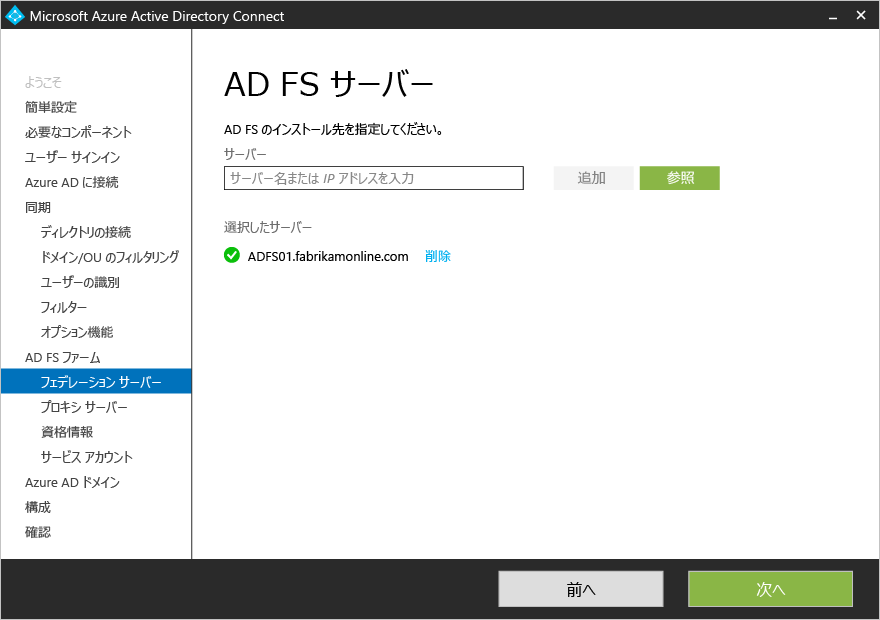 Microsoft Azure Active Directory Connect
ようこそ
簡単設定
必要なコンポーネント
ユーザー サインイン
Azure AD に接続
同期
ディレクトリの接続
ドメイン/OU のフィルタリング
ユーザーの識別
フィルター
オプション機能
AD FS ファーム
フェデレーション サーバー
プロキシ サーバー
資格情報
サービス アカウント
Azure AD ドメイン
構成
確認
AD FS サーバー
AD FS のインストール先を指定してください。
サーバー
サーバー名または IP アドレスを入力
追加
参照
選択したサーバー
ADFS01.fabrikamonline.com 削除
前へ
次へ